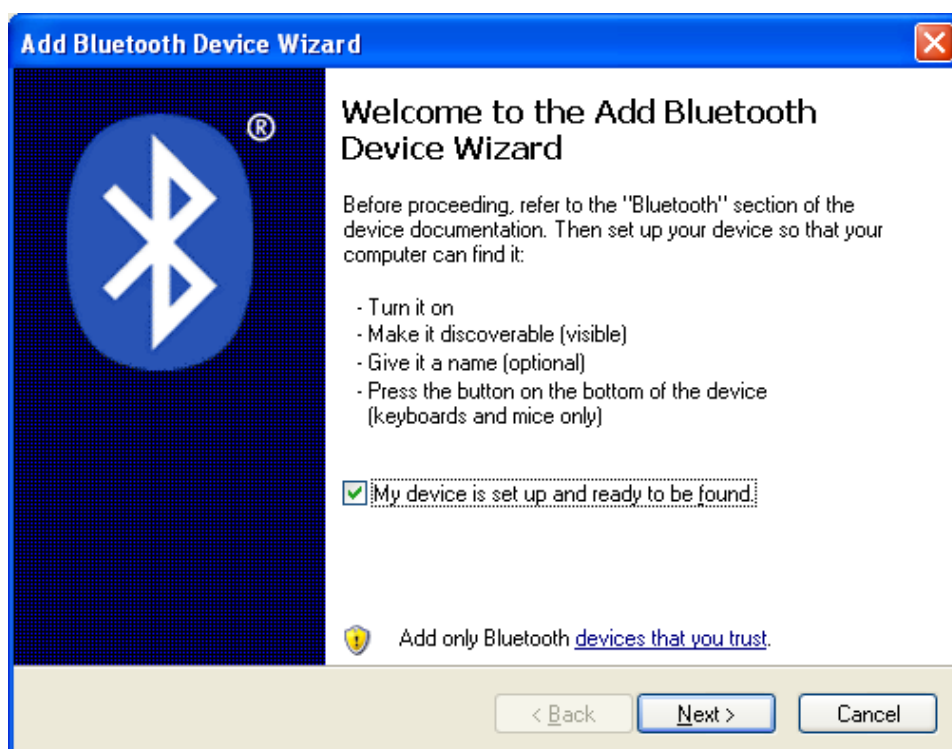 Add Bluetooth Device Wizard
®
Welcome to the Add Bluetooth
Device Wizard
Before proceeding, refer to the "Bluetooth" section of the
device documentation. Then set up your device so that your
computer can find it:
- Turn it on
- Make it discoverable (visible)
- Give it a name (optional)
- Press the button on the bottom of the device
(keyboards and mice only)
My device is set up and ready to be found.
Add only Bluetooth devices that you trust.
< Back Next > Cancel